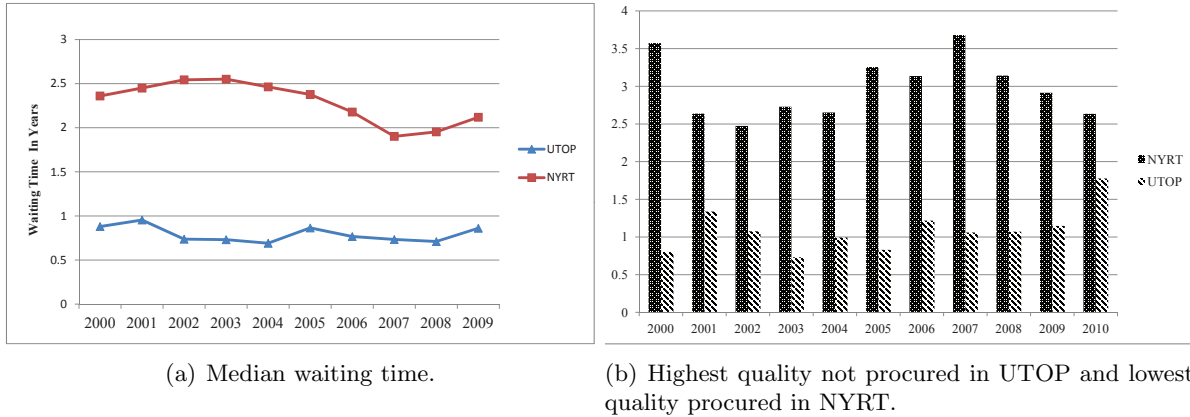 3
2.5
2
1.5
1
0.5
0
Waiting Time In Years
2000 2001 2002 2003 2004 2005 2006 2007 2008 2009
UTOP
NYRT
(a) Median waiting time.
4
3.5
3
2.5
2
1.5
1
0.5
0
2000 2001 2002 2003 2004 2005 2006 2007 2008 2009 2010
NYRT
UTOP
(b) Highest quality not procured in UTOP and lowest
quality procured in NYRT.